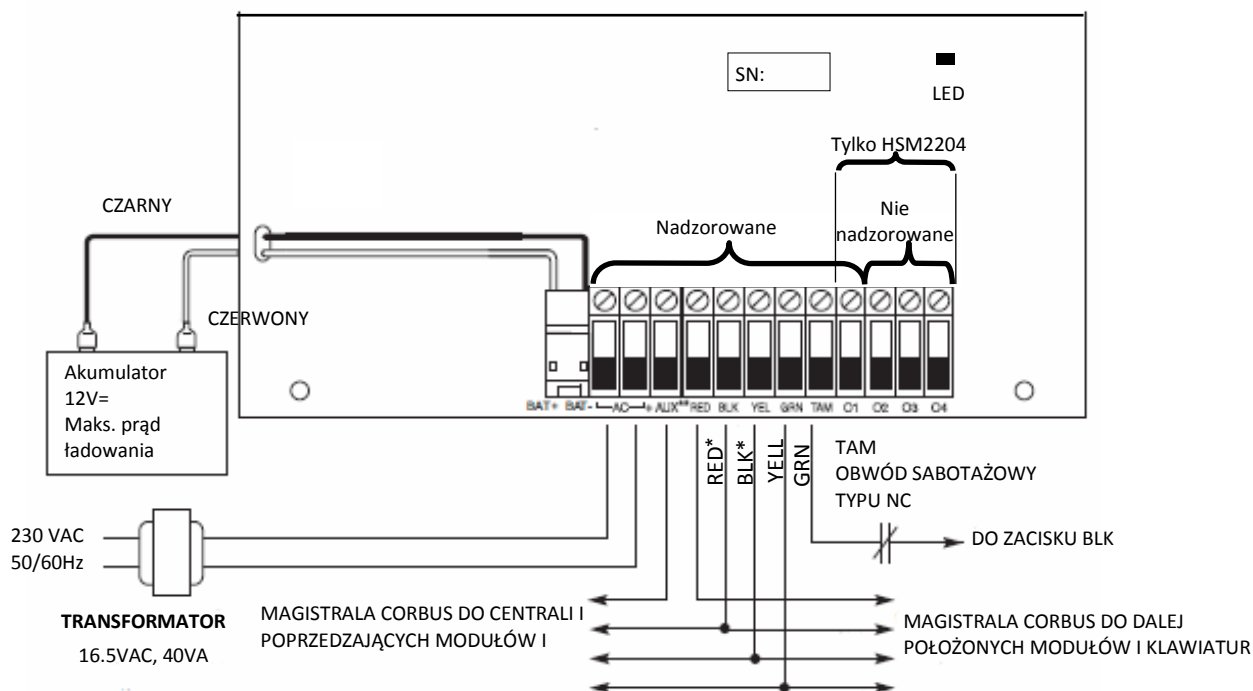 SN:
LED
Tylko HSM2204
Nie
nadzorowane
Nadzorowane
CZARNY
CZERWONY
Akumulator
12V=
Maks. prąd
ładowania
BAT+ BAT- AC + AUX** RED BLK YEL GRN TAM O1 O2 O3 O4
RED*
BLK*
YELL
GRN
TAM
OBWÓD SABOTAŻOWY
TYPU NC
DO ZACISKU BLK
230 VAC
50/60Hz
TRANSFORMATOR
16.5VAC, 40VA
MAGISTRALA CORBUS DO CENTRALI I
POPRZEDZAJĄCYCH MODUŁÓW I
MAGISTRALA CORBUS DO DALEJ
POŁOŻONYCH MODUŁÓW I KLAWIATUR